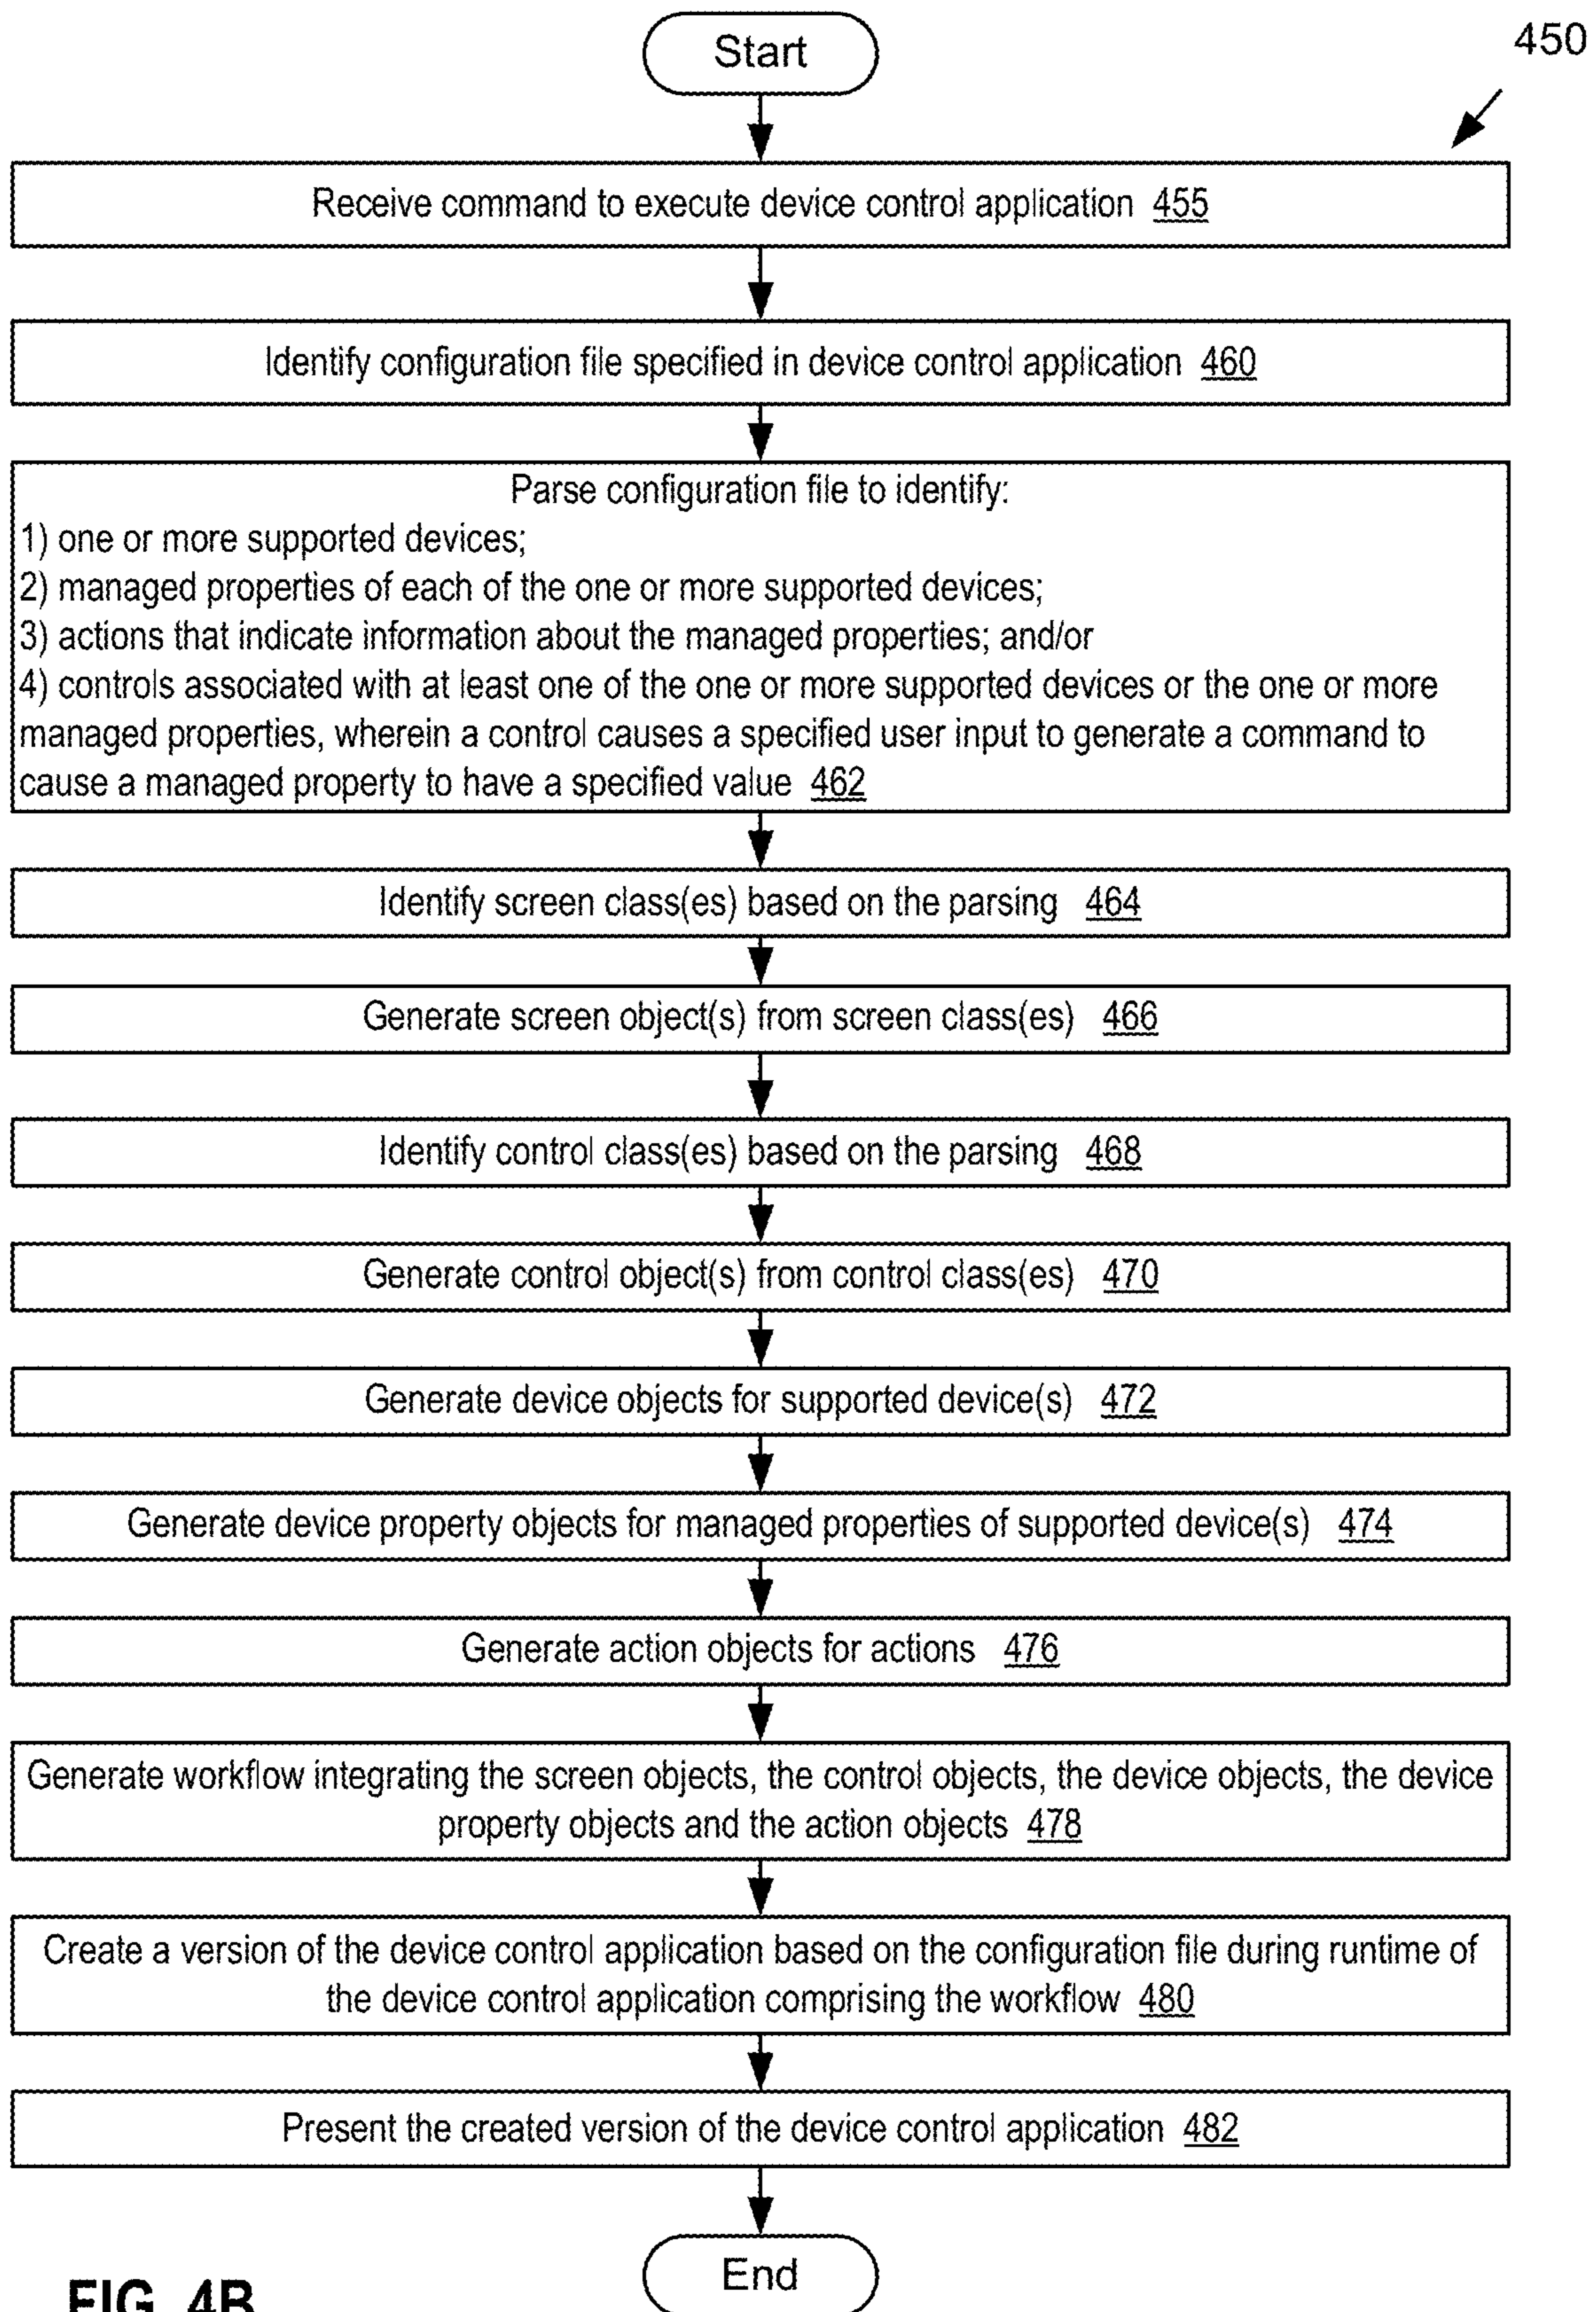 Start
450
Receive command to execute device control application 455
Identify configuration file specified in device control application 460
Parse configuration file to identify:
1) one or more supported devices;
2) managed properties of each of the one or more supported devices;
3) actions that indicate information about the managed properties; and/or
4) controls associated with at least one of the one or more supported devices or the one or more
managed properties, wherein a control causes a specified user input to generate a command to
cause a managed property to have a specified value 462
Identify screen class(es) based on the parsing 464
Generate screen object(s) from screen class(es) 466
Identify control class(es) based on the parsing 468
Generate control object(s) from control class(es) 470
Generate device objects for supported device(s) 472
Generate device property objects for managed properties of supported device(s) 474
Generate action objects for actions 476
Generate workflow integrating the screen objects, the control objects, the device objects, the device
property objects and the action objects 478
Create a version of the device control application based on the configuration file during runtime of
the device control application comprising the workflow 480
Present the created version of the device control application 482
End
FIG. 4B